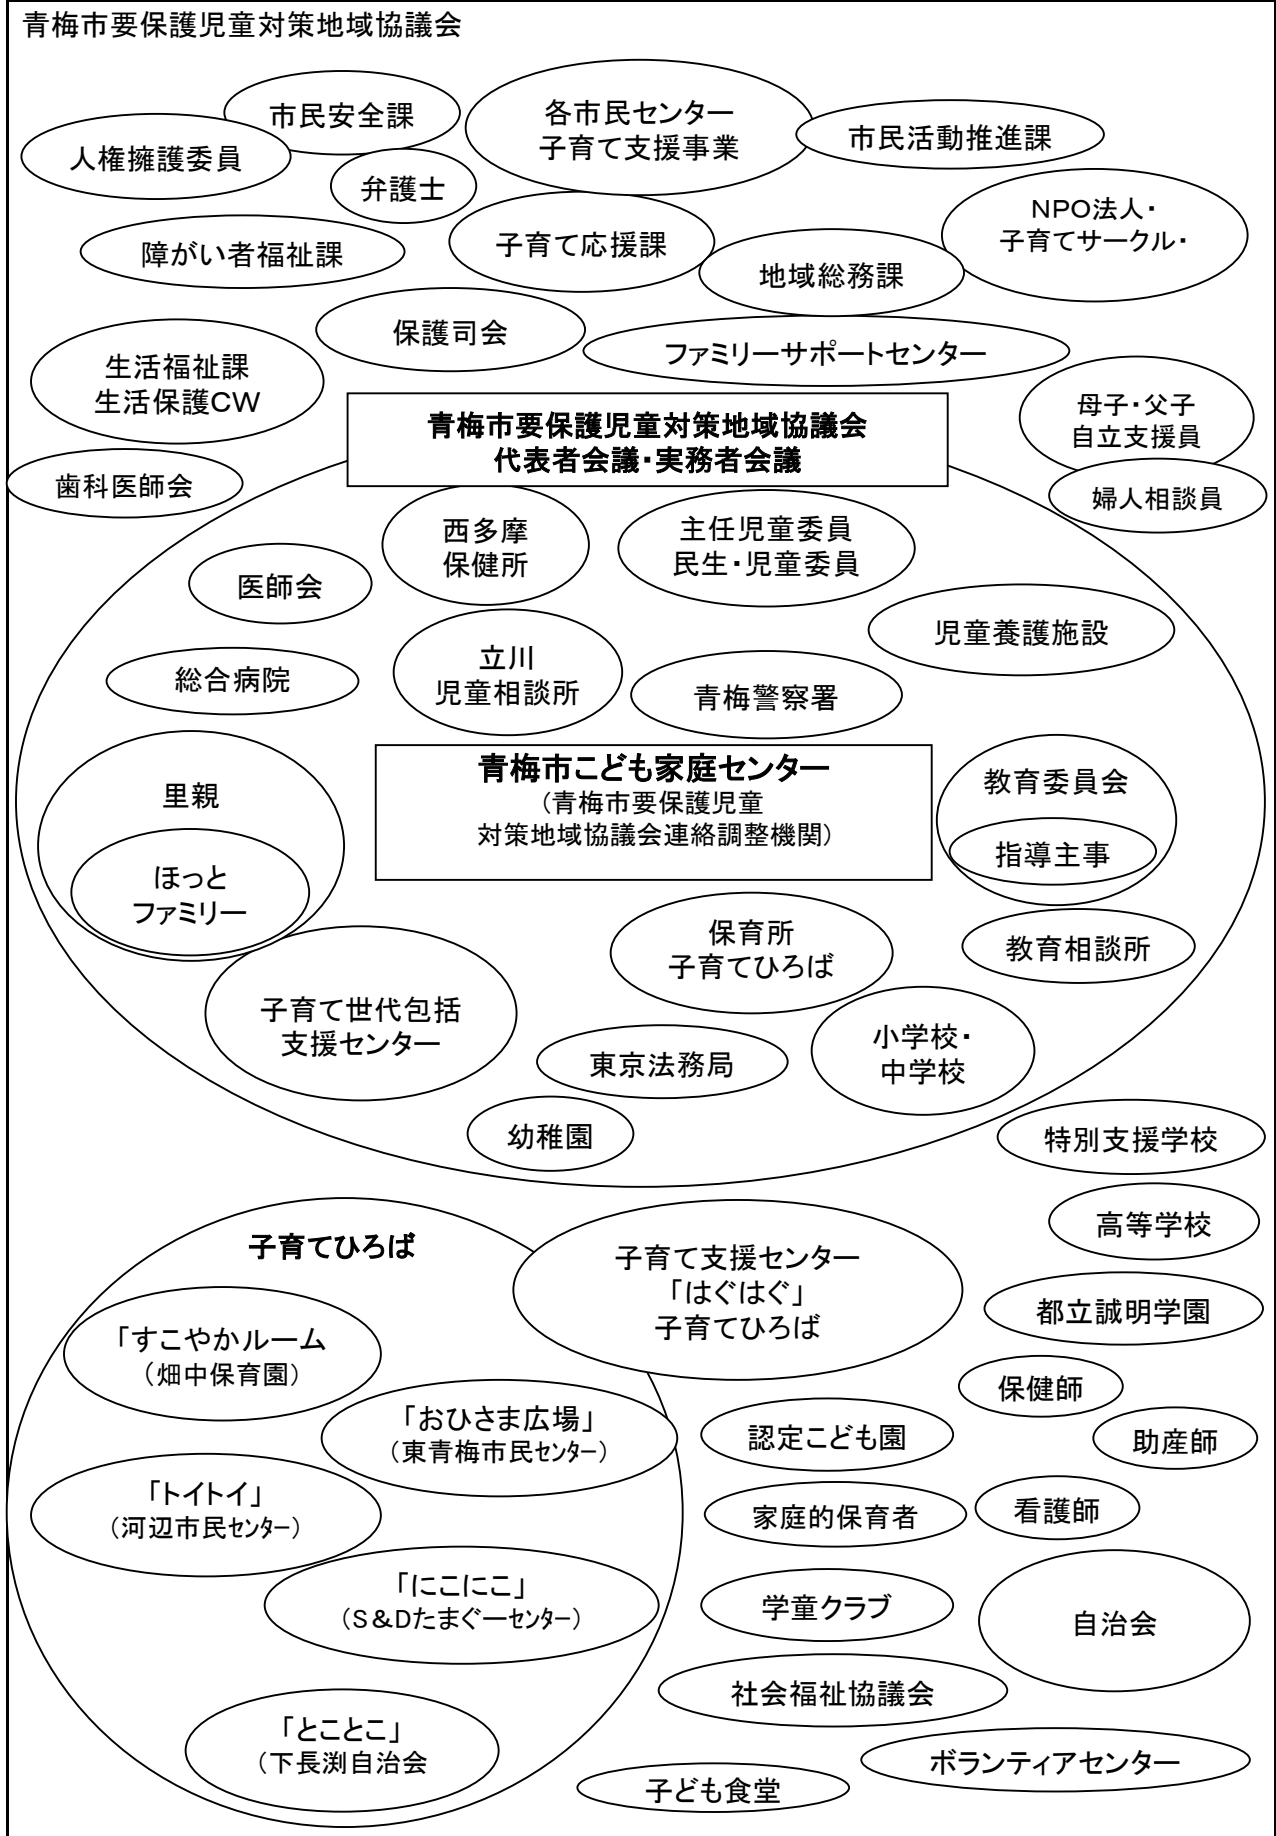 青梅市要保護児童対策地域協議会
市民安全課
各市民センター
子育て支援事業
市民活動推進課
人権擁護委員
弁護士
NPO法人・
子育てサークル・
障がい者福祉課
子育て応援課
地域総務課
保護司会
ファミリーサポートセンター
生活福祉課
生活保護CW
母子・父子
自立支援員
青梅市要保護児童対策地域協議会
代表者会議・実務者会議
歯科医師会
婦人相談員
西多摩
保健所
主任児童委員
民生・児童委員
医師会
児童養護施設
立川
児童相談所
総合病院
青梅警察署
青梅市こども家庭センター
（青梅市要保護児童
対策地域協議会連絡調整機関）
里親
ほっと
ファミリー
教育委員会
指導主事
保育所
子育てひろば
教育相談所
子育て世代包括
支援センター
小学校・
中学校
東京法務局
幼稚園
特別支援学校
高等学校
子育てひろば
子育て支援センター
「はぐはぐ」
子育てひろば
都立誠明学園
「すこやかルーム
（畑中保育園）
保健師
「おひさま広場」
（東青梅市民センター）
認定こども園
助産師
「トイトイ」
（河辺市民センター）
家庭的保育者
看護師
「にこにこ」
（S＆Dたまぐーセンター）
学童クラブ
自治会
社会福祉協議会
「とことこ」
（下長渕自治会
ボランティアセンター
子ども食堂